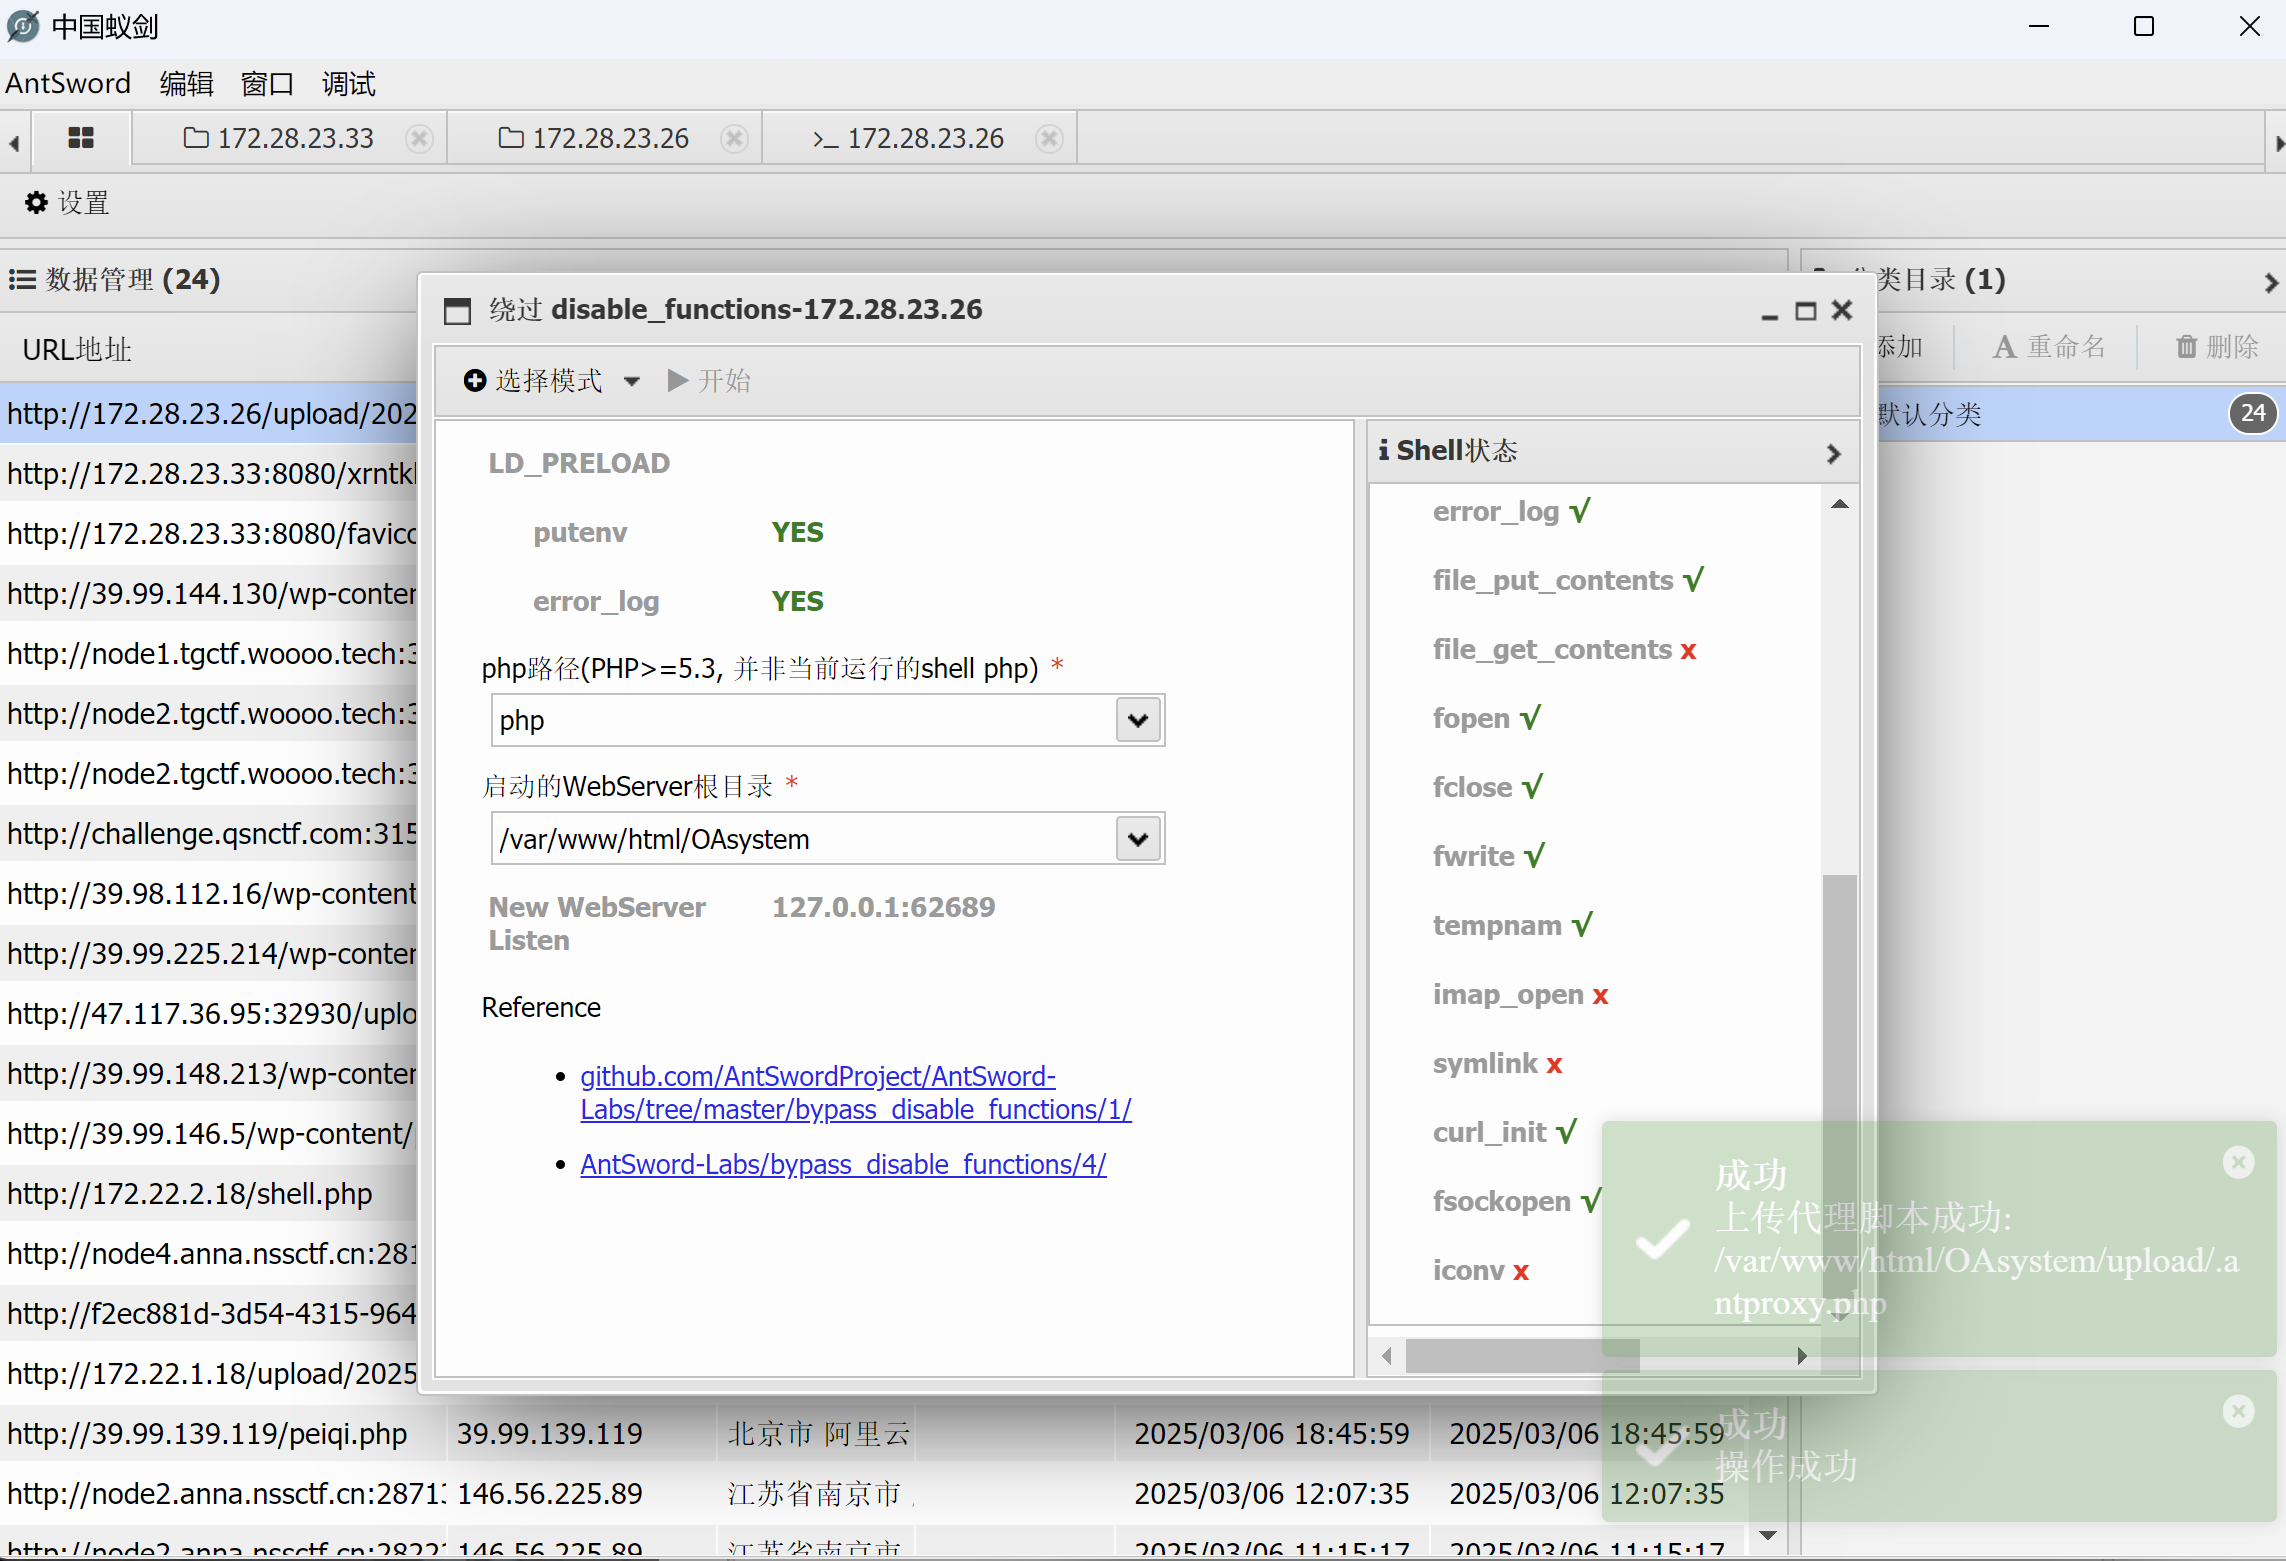 中国蚁剑
AntSword 编辑 窗口 调试
172.28.23.33 172.28.23.26 >_ 172.28.23.26
设置
数据管理 (24)
URL地址
http://172.28.23.26/upload/202
http://172.28.23.33:8080/xrntk
http://172.28.23.33:8080/favic
http://39.99.144.130/wp-conte
http://node1.tgctf.woooo.tech:3
http://node2.tgctf.woooo.tech:3
http://node2.tgctf.woooo.tech:3
http://challenge.qsnctf.com:315
http://39.98.112.16/wp-content
http://39.99.225.214/wp-conte
http://47.117.36.95:32930/uplo
http://39.99.148.213/wp-conte
http://39.99.146.5/wp-content/
http://172.22.2.18/shell.php
http://node4.anna.nssctf.cn:281
http://f2ec881d-3d54-4315-964
http://172.22.1.18/upload/2025
http://39.99.139.119/peiqi.php 39.99.139.119 北京市 阿里云 2025/03/06 18:45:59 2025/03/06 18:45:59
http://node2.anna.nssctf.cn:2871 146.56.225.89 江苏省南京市 2025/03/06 12:07:35 2025/03/06 12:07:35
http://node2.anna.nssctf.cn:2822 146.56.225.89 江苏省南京市 2025/03/06 11:15:17 2025/03/06 11:15:17
绕过 disable_functions-172.28.23.26
选择模式 开始
LD_PRELOAD
putenv YES
error_log YES
php路径(PHP>=5.3, 并非当前运行的shell php) *
php
启动的WebServer根目录 *
/var/www/html/OAsystem
New WebServer Listen 127.0.0.1:62689
Reference
github.com/AntSwordProject/AntSword-
Labs/tree/master/bypass_disable_functions/1/
AntSword-Labs/bypass_disable_functions/4/
Shell状态
error_log √
file_put_contents √
file_get_contents x
fopen √
fclose √
fwrite √
tempnam √
imap_open x
symlink x
curl_init √
fsockopen √
iconv x
类目录 (1)
添加 重命名 删除
默认分类 24
成功
上传代理脚本成功:
/var/www/html/OAsystem/upload/.a
ntproxy.php
成功
操作成功